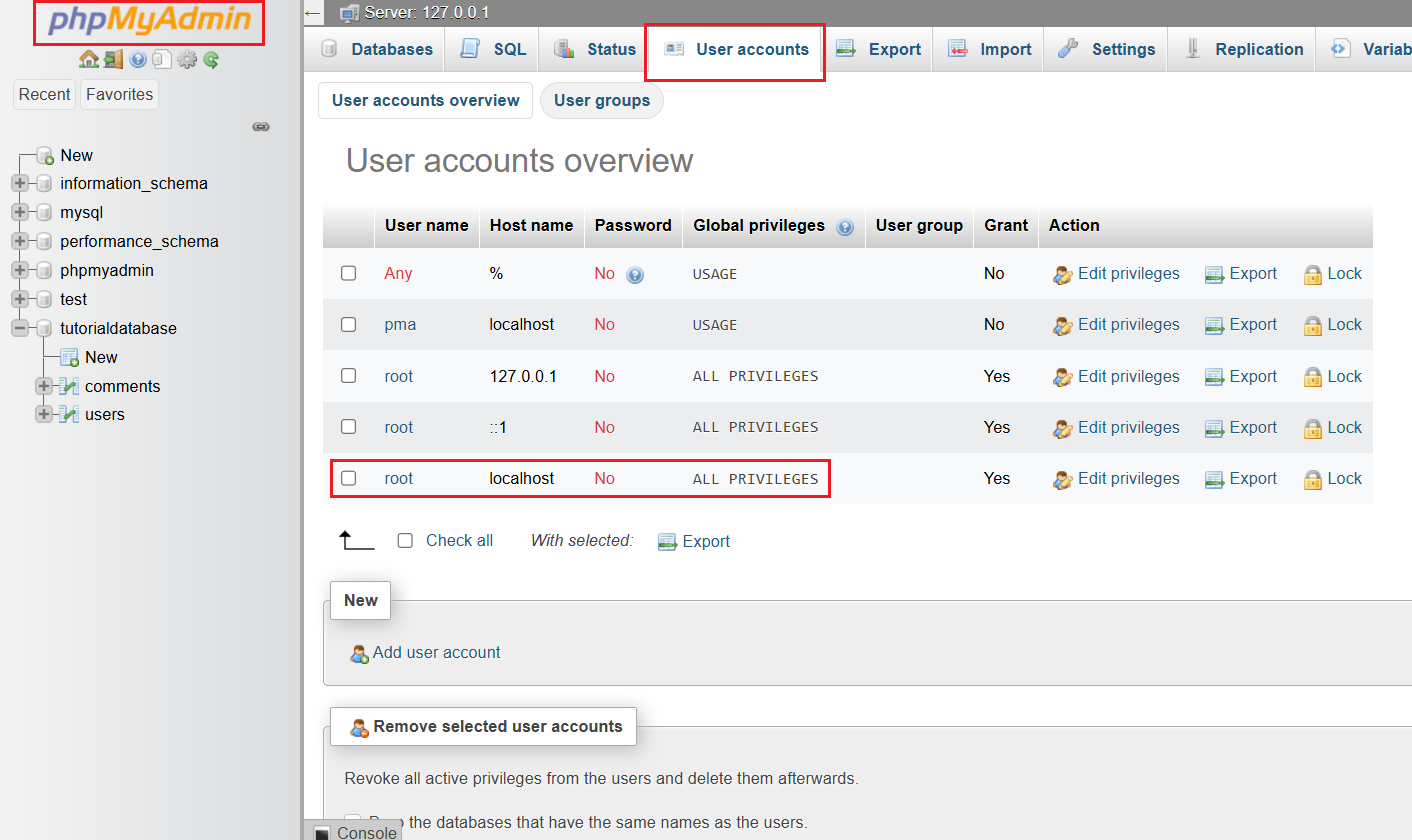 phpMyAdmin
Recent Favorites
New
information_schema
mysql
performance_schema
phpmyadmin
test
tutorialdatabase
New
comments
users
Server: 127.0.0.1
Databases SQL Status User accounts Export Import Settings Replication Variab
User accounts overview User groups
User accounts overview
User name Host name Password Global privileges User group Grant Action
Any % No USAGE No Edit privileges Export Lock
pma localhost No USAGE No Edit privileges Export Lock
root 127.0.0.1 No ALL PRIVILEGES Yes Edit privileges Export Lock
root ::1 No ALL PRIVILEGES Yes Edit privileges Export Lock
root localhost No ALL PRIVILEGES Yes Edit privileges Export Lock
Check all With selected: Export
New
Add user account
Remove selected user accounts
Revoke all active privileges from the users and delete them afterwards.
the databases that have the same names as the users.
Console